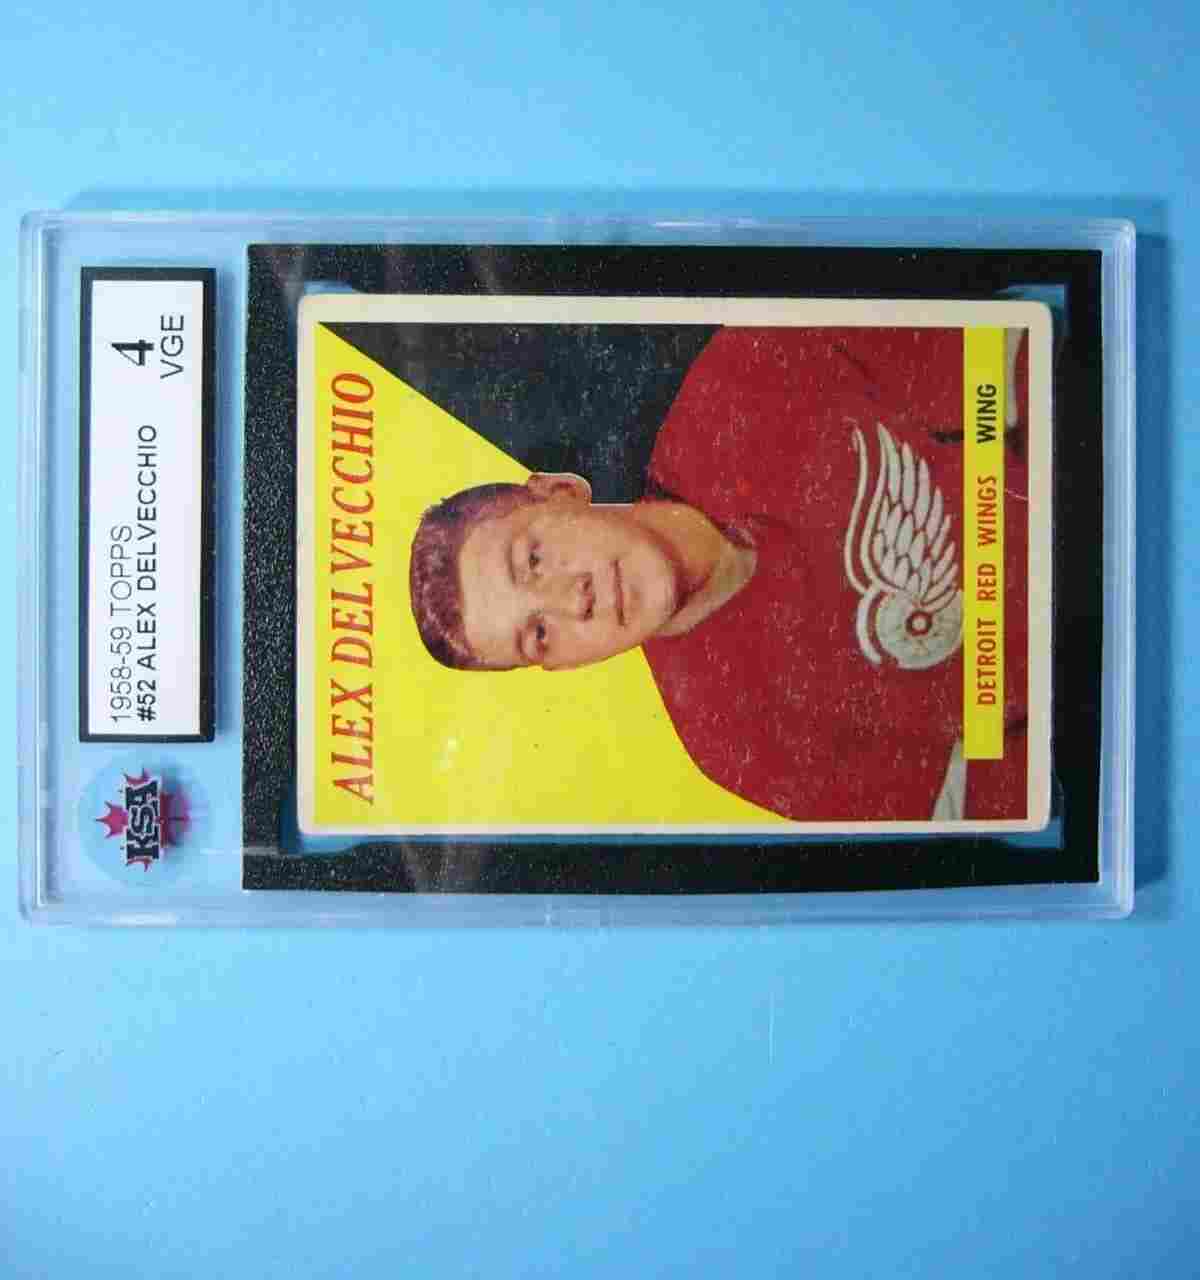 1958-59 TOPPS
#52 ALEX DELVECCHIO
4
VGE
KSA
ALEX DELVECCHIO
DETROIT RED WINGS WING